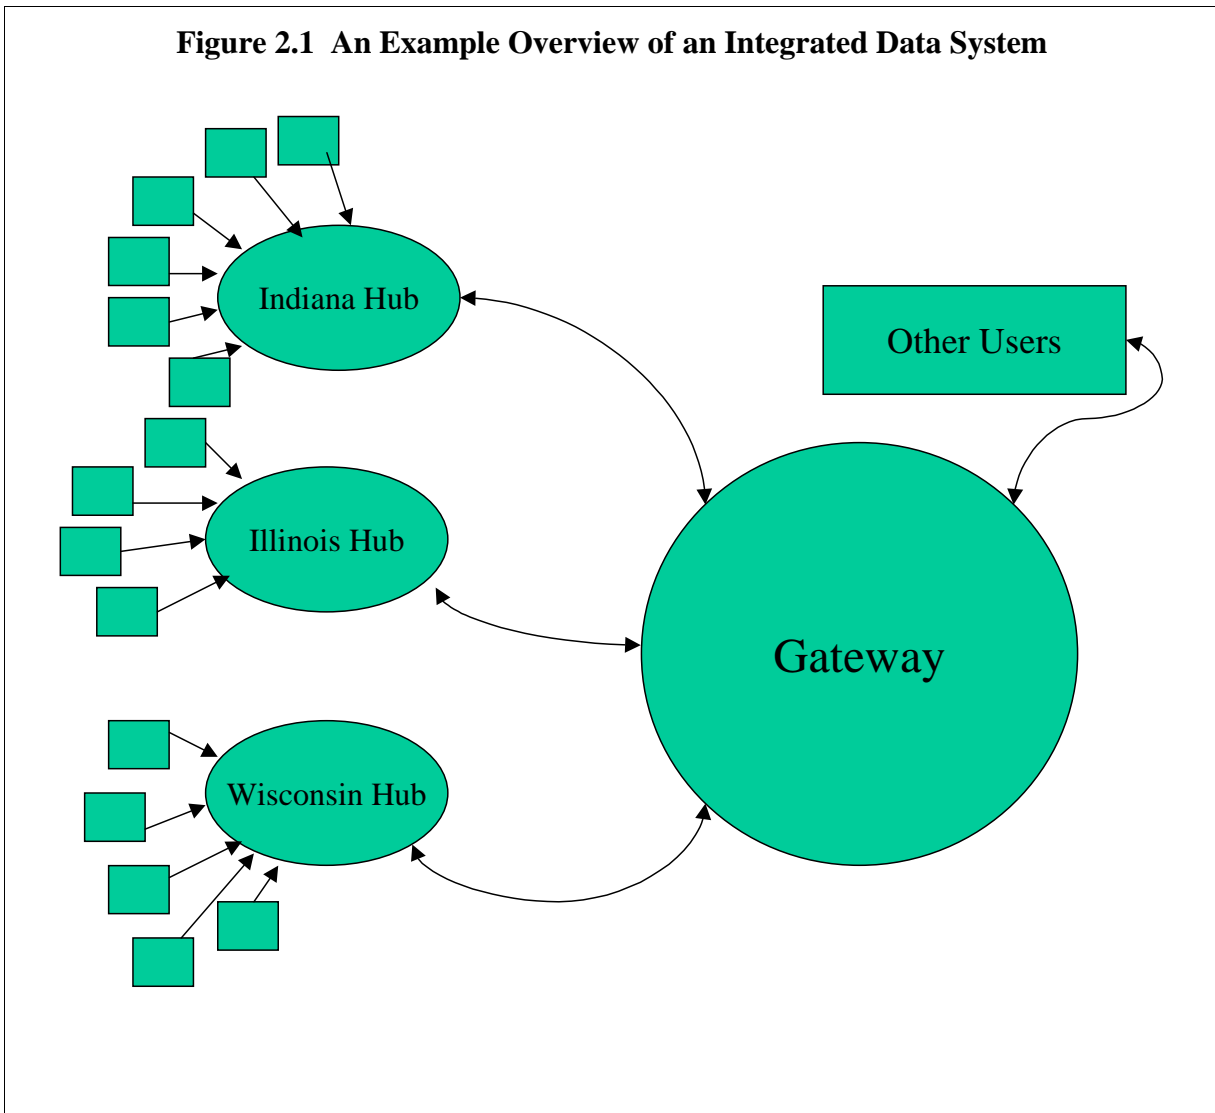 Figure 2.1  An Example Overview of an Integrated Data System
Indiana Hub
Other Users
Illinois Hub
Gateway
Wisconsin Hub